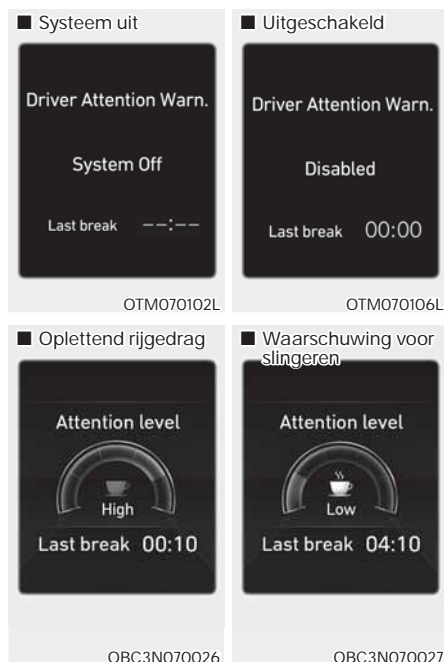 ■ Systeem uit
Driver Attention Warn.
System Off
Last break --:--
OTM070102L
■ Uitgeschakeld
Driver Attention Warn.
Disabled
Last break 00:00
OTM070106L
■ Oplettend rijgedrag
Attention level
High
Last break 00:10
OBC3N070026
■ Waarschuwing voor
slingeren
Attention level
Low
Last break 04:10
OBC3N070027